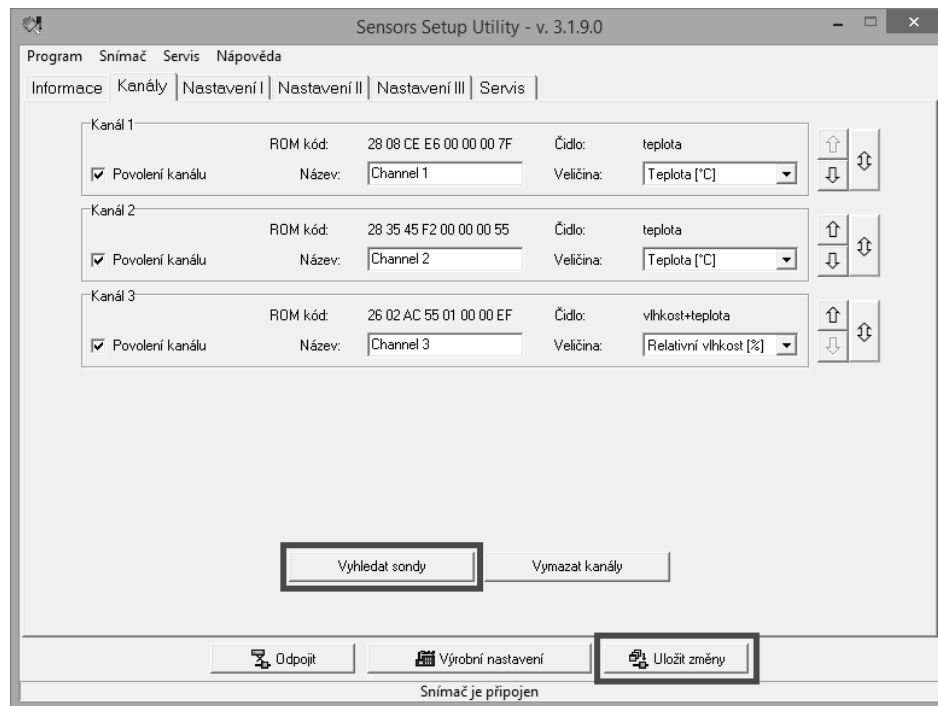 Sensors Setup Utility - v. 3.1.9.0
Program Snímač Servis Nápověda
Informace Kanály Nastavení I Nastavení II Nastavení III Servis
Kanál 1
ROM kód: 28 08 CE E6 00 00 00 7F Čidlo: teplota
Povolení kanálu Název: Channel 1 Veličina: Teplota [°C]
Kanál 2
ROM kód: 28 35 45 F2 00 00 00 55 Čidlo: teplota
Povolení kanálu Název: Channel 2 Veličina: Teplota [°C]
Kanál 3
ROM kód: 26 02 AC 55 01 00 00 EF Čidlo: vlhkost+teplota
Povolení kanálu Název: Channel 3 Veličina: Relativní vlhkost [%]
Vyhledat sondy Vymazat kanály
Odpojit Výrobní nastavení Uložit změny
Snímač je připojen